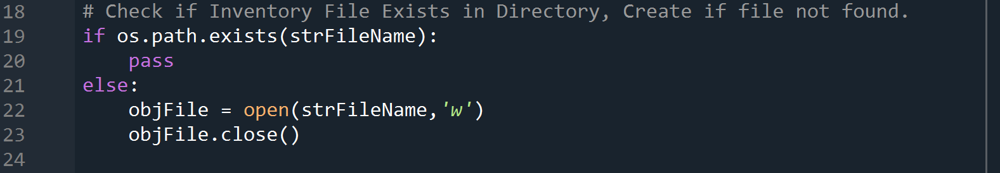 18 # Check if Inventory File Exists in Directory, Create if file not found.
19 if os.path.exists(strFileName):
20     pass
21 else:
22     objFile = open(strFileName,'w')
23     objFile.close()
24